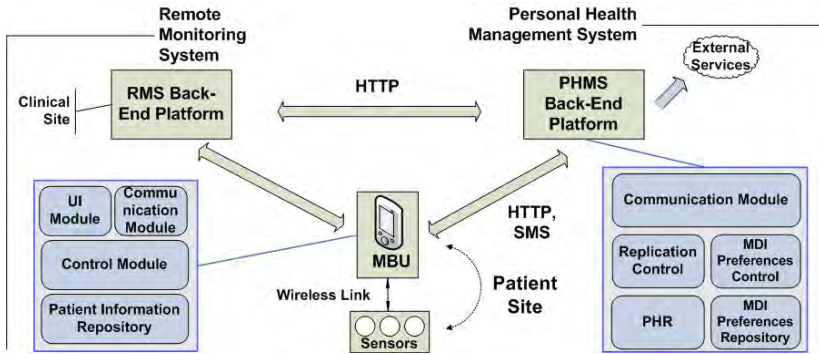 Remote
Monitoring
System
Personal Health
Management System
External
Services
Clinical
Site
RMS Back-
End Platform
HTTP
PHMS
Back-End
Platform
UI
Module
Commu
nication
Module
Control Module
Patient Information
Repository
MBU
Wireless Link
Sensors
HTTP,
SMS
Patient
Site
Communication Module
Replication
Control
MDI
Preferences
Control
PHR
MDI
Preferences
Repository